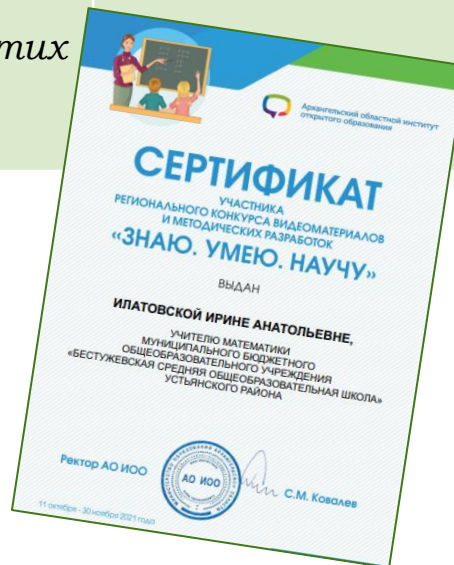 тих
Архангельский областной институт
открытого образования
СЕРТИФИКАТ
УЧАСТНИКА
РЕГИОНАЛЬНОГО КОНКУРСА ВИДЕОМАТЕРИАЛОВ
И МЕТОДИЧЕСКИХ РАЗРАБОТОК
«ЗНАЮ. УМЕЮ. НАУЧУ»
ВЫДАН
ИЛАТОВСКОЙ ИРИНЕ АНАТОЛЬЕВНЕ,
УЧИТЕЛЮ МАТЕМАТИКИ
МУНИЦИПАЛЬНОГО БЮДЖЕТНОГО
ОБЩЕОБРАЗОВАТЕЛЬНОГО УЧРЕЖДЕНИЯ
«БЕСТУЖЕВСКАЯ СРЕДНЯЯ ОБЩЕОБРАЗОВАТЕЛЬНАЯ ШКОЛА»
УСТЬЯНСКОГО РАЙОНА
Ректор АО ИОО
АО ИОО
С.М. Ковалев
11 октября - 30 ноября 2021 года